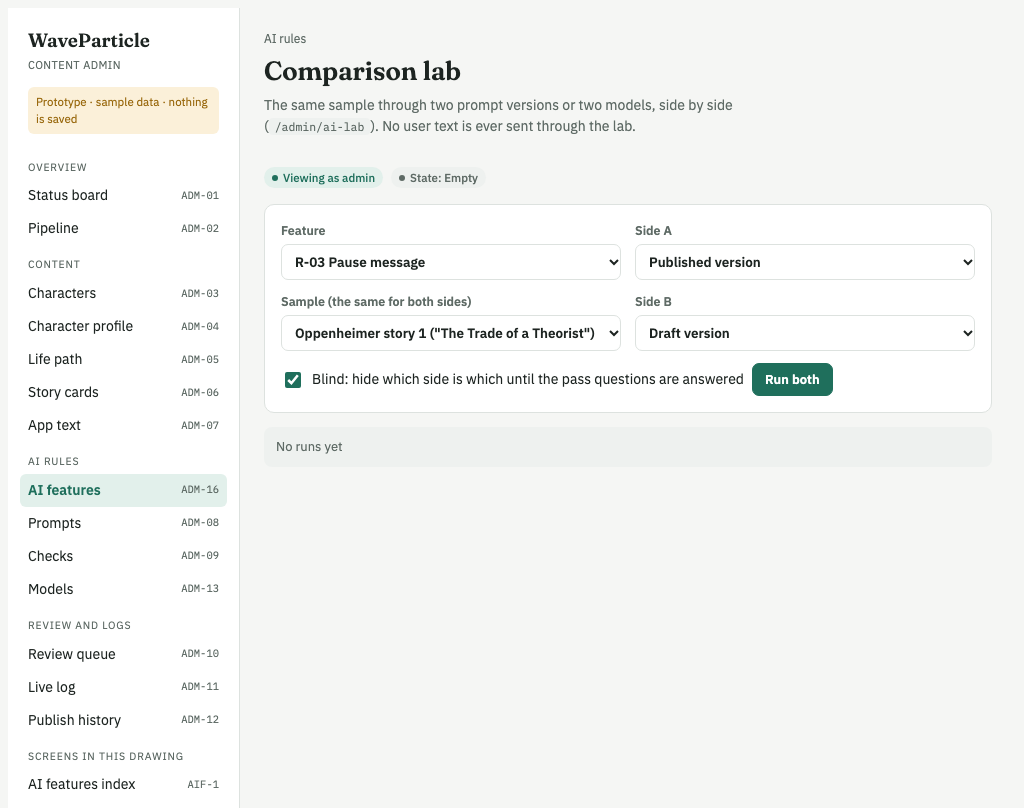 WaveParticle
CONTENT ADMIN
Prototype · sample data · nothing
is saved
OVERVIEW
Status board ADM-01
Pipeline ADM-02
CONTENT
Characters ADM-03
Character profile ADM-04
Life path ADM-05
Story cards ADM-06
App text ADM-07
AI RULES
AI features ADM-16
Prompts ADM-08
Checks ADM-09
Models ADM-13
REVIEW AND LOGS
Review queue ADM-10
Live log ADM-11
Publish history ADM-12
SCREENS IN THIS DRAWING
AI features index AIF-1
AI rules
Comparison lab
The same sample through two prompt versions or two models, side by side
( /admin/ai-lab ). No user text is ever sent through the lab.
Viewing as admin State: Empty
Feature Side A
R-03 Pause message Published version
Sample (the same for both sides) Side B
Oppenheimer story 1 ("The Trade of a Theorist") Draft version
Blind: hide which side is which until the pass questions are answered Run both
No runs yet